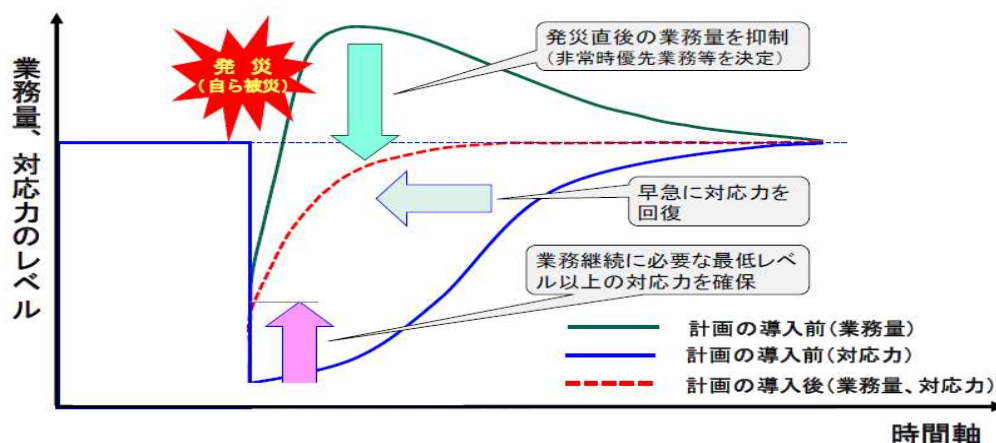 業務量、対応力のレベル
発 災
(自ら被災)
発災直後の業務量を抑制
(非常時優先業務等を決定)
早急に対応力を
回復
業務継続に必要な最低レベ
ル以上の対応力を確保
計画の導入前(業務量)
計画の導入前(対応力)
計画の導入後(業務量、対応力)
時間軸